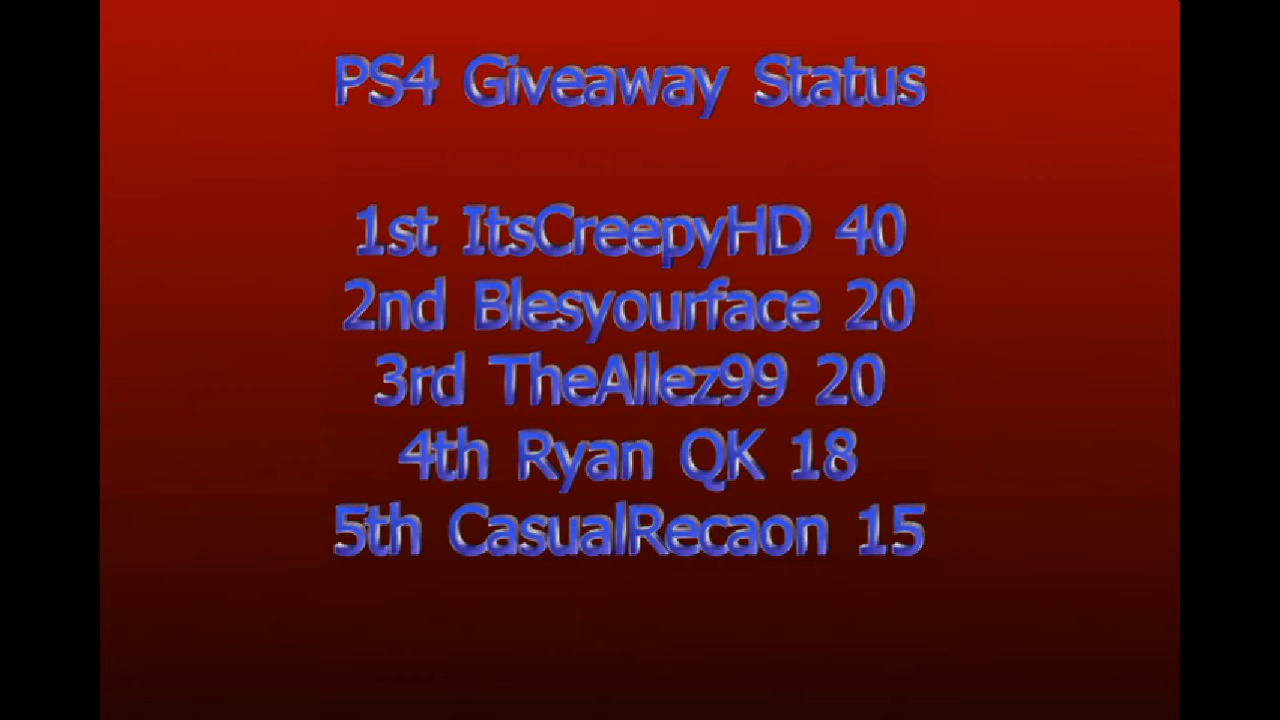 PS4 Giveaway Status
1st ItsCreepyHD 40
2nd Blesyourface 20
3rd TheAllez99 20
4th Ryan QK 18
5th CasualRecaon 15